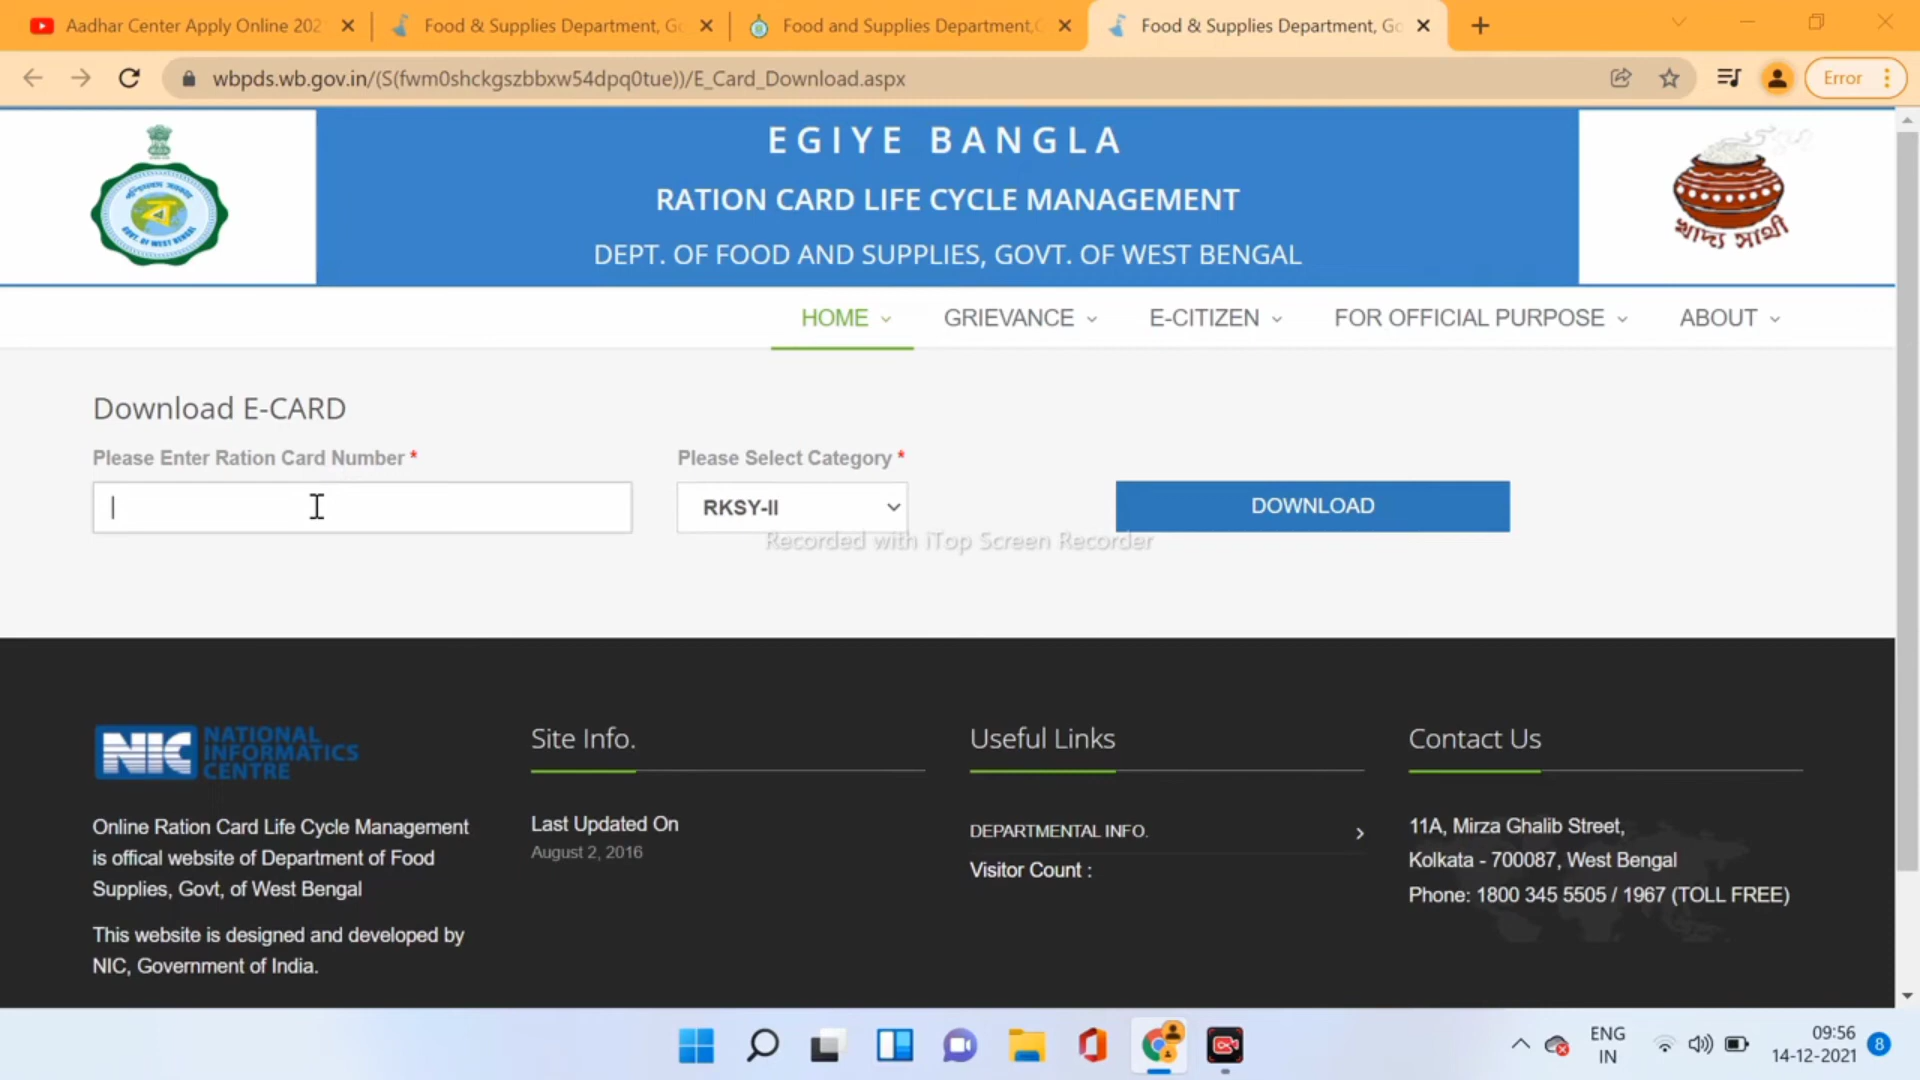 Aadhar Center Apply Online 202
Food & Supplies Department, Go
Food and Supplies Department,
Food & Supplies Department, Go
wbpds.wb.gov.in/(S(fwm0shckgszbbxw54dpq0tue))/E_Card_Download.aspx
Error
EGIYE BANGLA
RATION CARD LIFE CYCLE MANAGEMENT
DEPT. OF FOOD AND SUPPLIES, GOVT. OF WEST BENGAL
GOVT. OF WEST BENGAL
খাদ্য সাথী
HOME
GRIEVANCE
E-CITIZEN
FOR OFFICIAL PURPOSE
ABOUT
Download E-CARD
Please Enter Ration Card Number *
Please Select Category *
RKSY-II
DOWNLOAD
Recorded with iTop Screen Recorder
NIC NATIONAL
INFORMATICS
CENTRE
Online Ration Card Life Cycle Management
is offical website of Department of Food
Supplies, Govt, of West Bengal
This website is designed and developed by
NIC, Government of India.
Site Info.
Last Updated On
August 2, 2016
Useful Links
DEPARTMENTAL INFO.
Visitor Count :
Contact Us
11A, Mirza Ghalib Street,
Kolkata - 700087, West Bengal
Phone: 1800 345 5505 / 1967 (TOLL FREE)
ENG
IN
09:56
14-12-2021
8